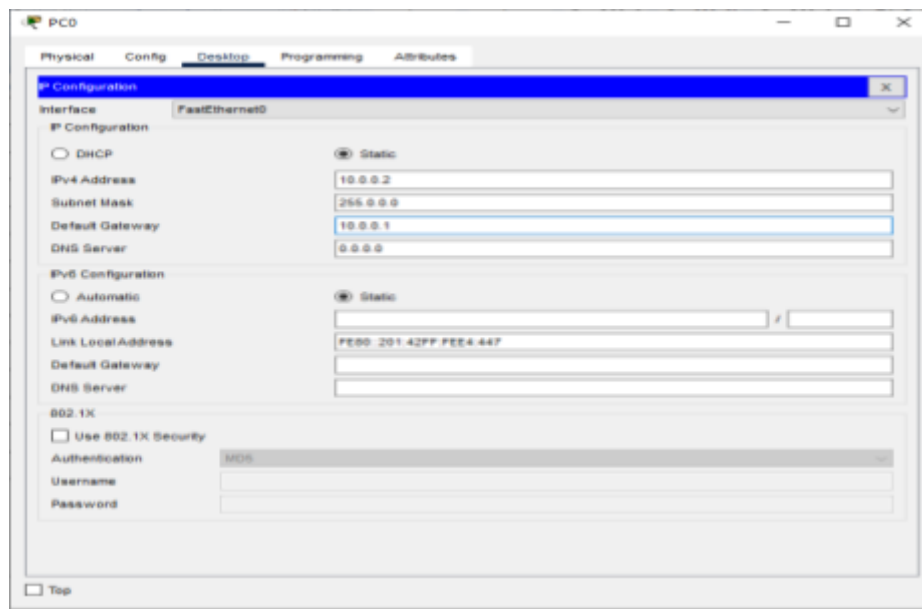 PC0
Physical Config Desktop Programming Attributes
IP Configuration
Interface FastEthernet0
IP Configuration
DHCP Static
IPv4 Address 10.0.0.2
Subnet Mask 255.0.0.0
Default Gateway 10.0.0.1
DNS Server 0.0.0.0
IPv6 Configuration
Automatic Static
IPv6 Address /
Link Local Address FE80::201:42FF:FEE4:447
Default Gateway
DNS Server
802.1X
Use 802.1X Security
Authentication MD5
Username
Password
Top